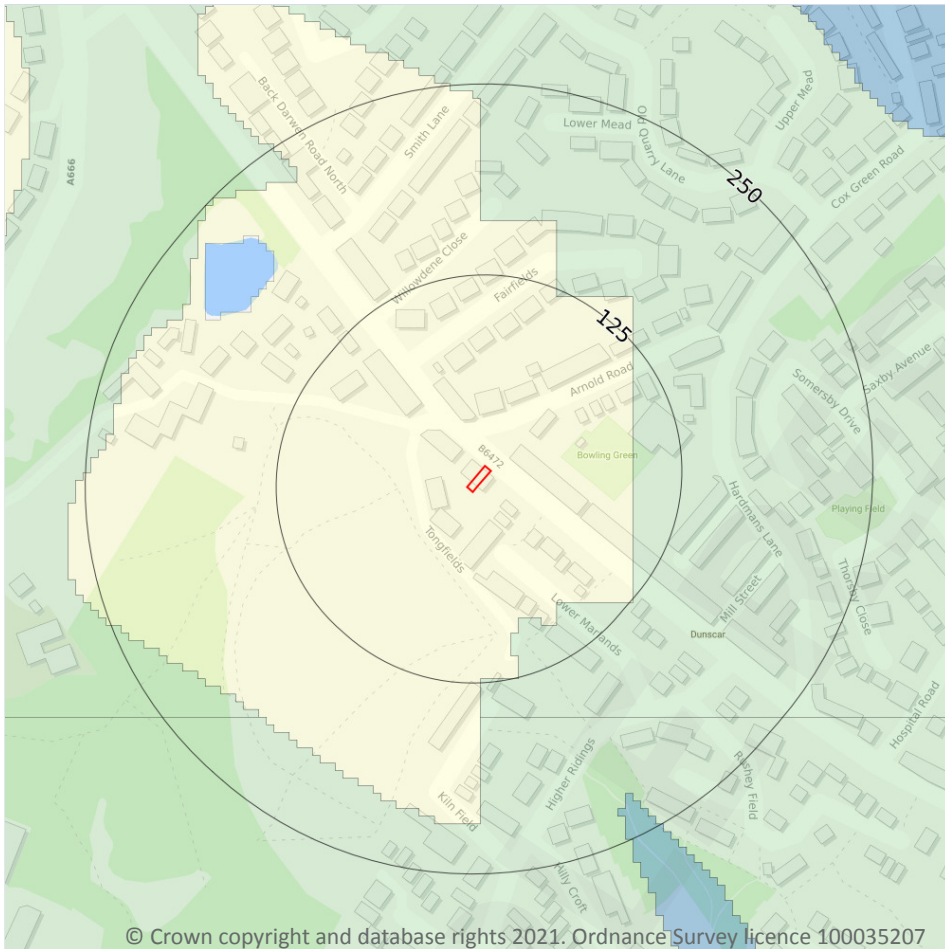 A666
Back Darwen Road North
Smith Lane
Lower Mead
Old Quarry Lane
Upper Mead
Cox Green Road
250
Willowdene Close
Fairfields
125
Arnold Road
Somersby Drive
Saxby Avenue
B6472
Bowling Green
Hardmans Lane
Playing Field
Tongfields
Lower Marlands
Mill Street
Thorsby Close
Dunscar
Hospital Road
Higher Ridings
Rushey Field
Kiln Field
© Crown copyright and database rights 2021. Ordnance Survey licence 100035207